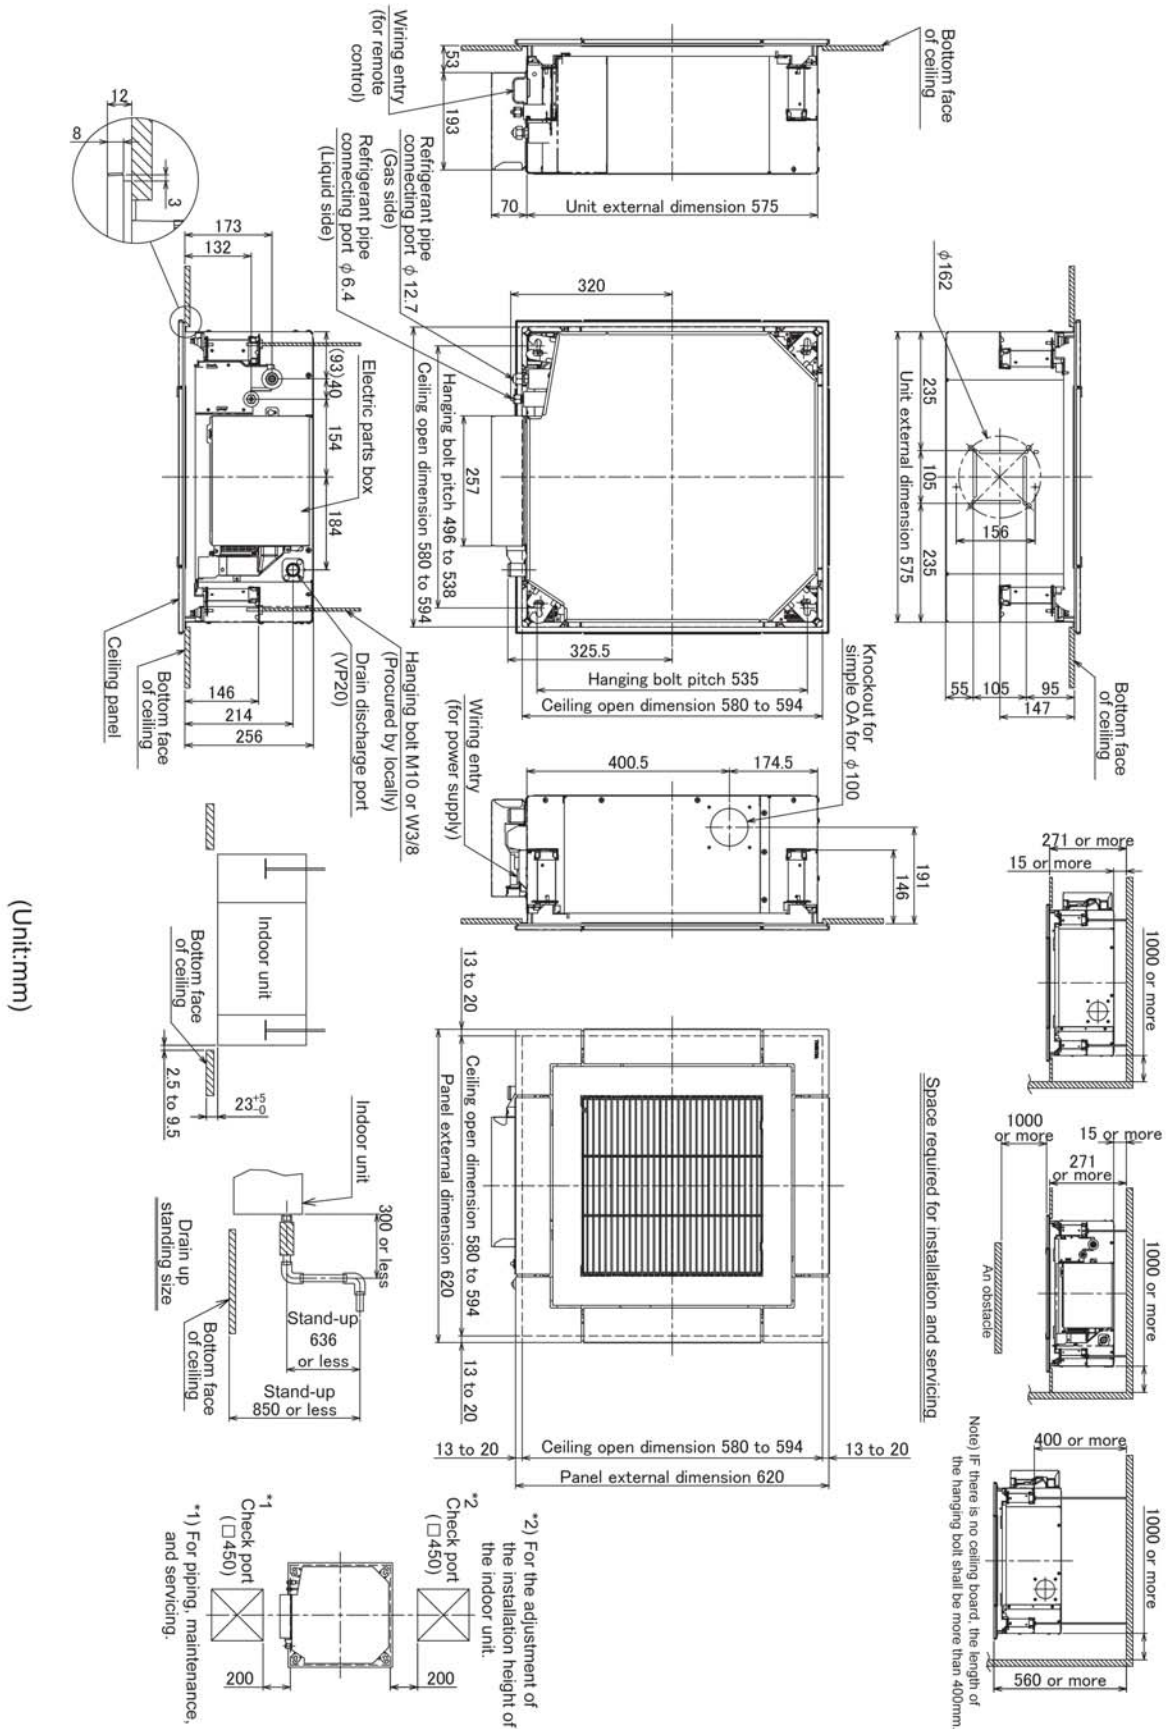 Bottom face
of ceiling
Wiring entry
(for remote
control)
53
193
70
Unit external dimension 575
Refrigerant pipe
connecting port φ 12.7
(Gas side)
Refrigerant pipe
connecting port φ 6.4
(Liquid side)
12
8
3
173
132
(93)
40
154
184
Electric parts box
146
214
256
Ceiling panel
Bottom face
of ceiling
Drain discharge port
(VP20)
Hanging bolt M10 or W3/8
(Procured by locally)
320
257
Hanging bolt pitch 496 to 538
Ceiling open dimension 580 to 594
325.5
Hanging bolt pitch 535
Ceiling open dimension 580 to 594
φ162
235
105
235
Unit external dimension 575
156
55
105
95
147
Bottom face
of ceiling
Knockout for
simple OA for φ100
Wiring entry
(for power supply)
400.5
174.5
191
146
Indoor unit
Bottom face
of ceiling
2.5 to 9.5
23+5-0
(Unit:mm)
Indoor unit
300 or less
Stand-up
636
or less
Stand-up
850 or less
Drain up
standing size
Bottom face
of ceiling
13 to 20
Ceiling open dimension 580 to 594
Panel external dimension 620
13 to 20
13 to 20
Ceiling open dimension 580 to 594
13 to 20
Panel external dimension 620
Space required for installation and servicing
271 or more
15 or more
1000 or more
1000
or more
15 or more
271
or more
1000 or more
An obstacle
400 or more
1000 or more
560 or more
Note) IF there is no ceiling board, the length of
the hanging bolt shall be more than 400mm.
*2) For the adjustment of
the installation height of
the indoor unit.
*2
Check port
(□450)
*1
Check port
(□450)
*1) For piping, maintenance,
and servicing.
200
200